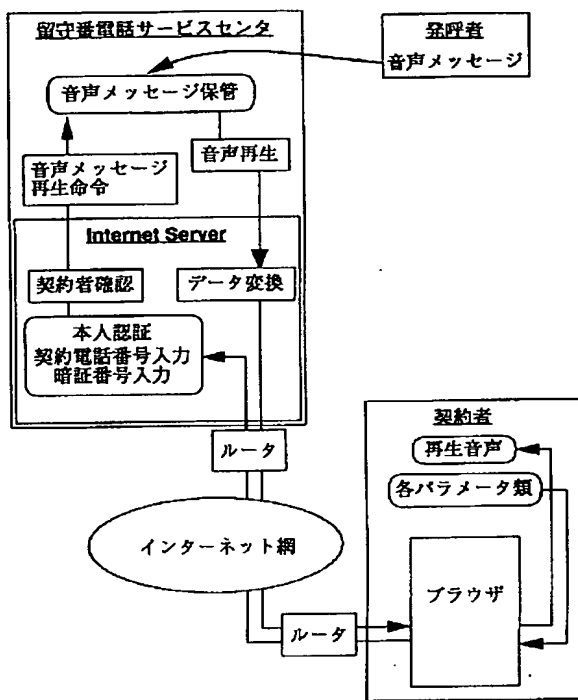 留守番電話サービスセンタ
発呼者
音声メッセージ
音声メッセージ保管
音声再生
音声メッセージ
再生命令
Internet Server
契約者確認
データ変換
本人認証
契約電話番号入力
暗証番号入力
ルータ
契約者
再生音声
各パラメータ類
インターネット網
ブラウザ
ルータ